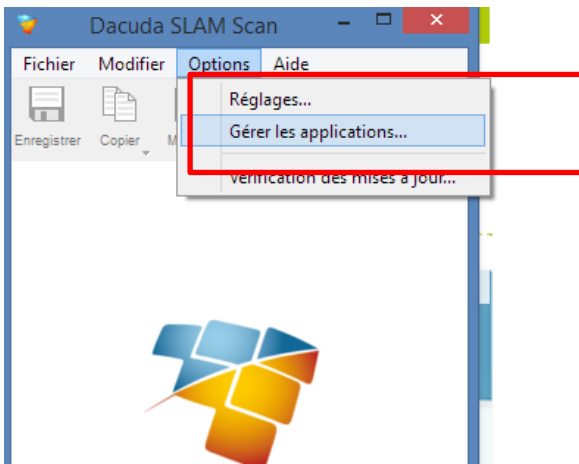 Dacuda SLAM Scan
Fichier Modifier Options Aide
Réglages...
Gérer les applications...
Vérification des mises à jour...
Enregistrer Copier M